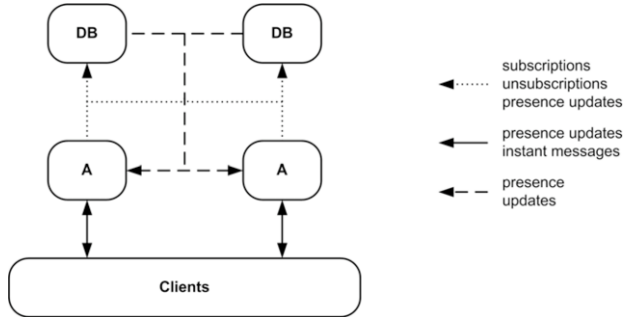 DB
DB
subscriptions
unsubscriptions
presence updates
presence updates
instant messages
A
A
presence
updates
Clients